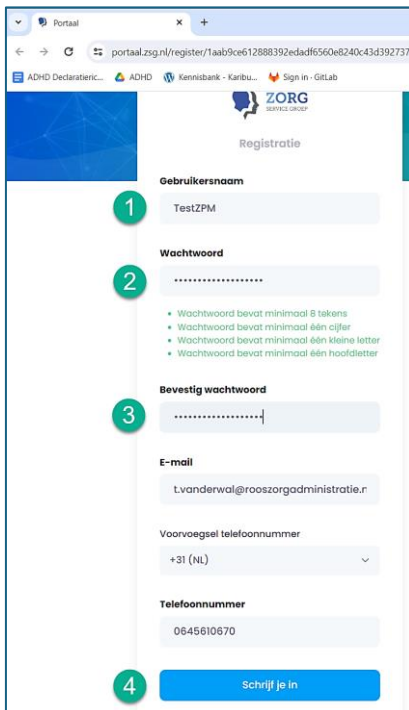 Portaal
portaal.zsg.nl/register/1aab9ce612888392edadf6560e8240c43d392737
ADHD Declaratieric...
ADHD
Kennisbank - Karibu...
Sign in · GitLab
ZORG
SERVICE GROEP
Registratie
Gebruikersnaam
1
TestZPM
Wachtwoord
2
•••••••••••••••••••
• Wachtwoord bevat minimaal 8 tekens
• Wachtwoord bevat minimaal één cijfer
• Wachtwoord bevat minimaal één kleine letter
• Wachtwoord bevat minimaal één hoofdletter
Bevestig wachtwoord
3
•••••••••••••••••••
E-mail
t.vanderwal@rooszorgadministratie.r
Voorvoegsel telefoonnummer
+31 (NL)
Telefoonnummer
0645610670
4
Schrijf je in